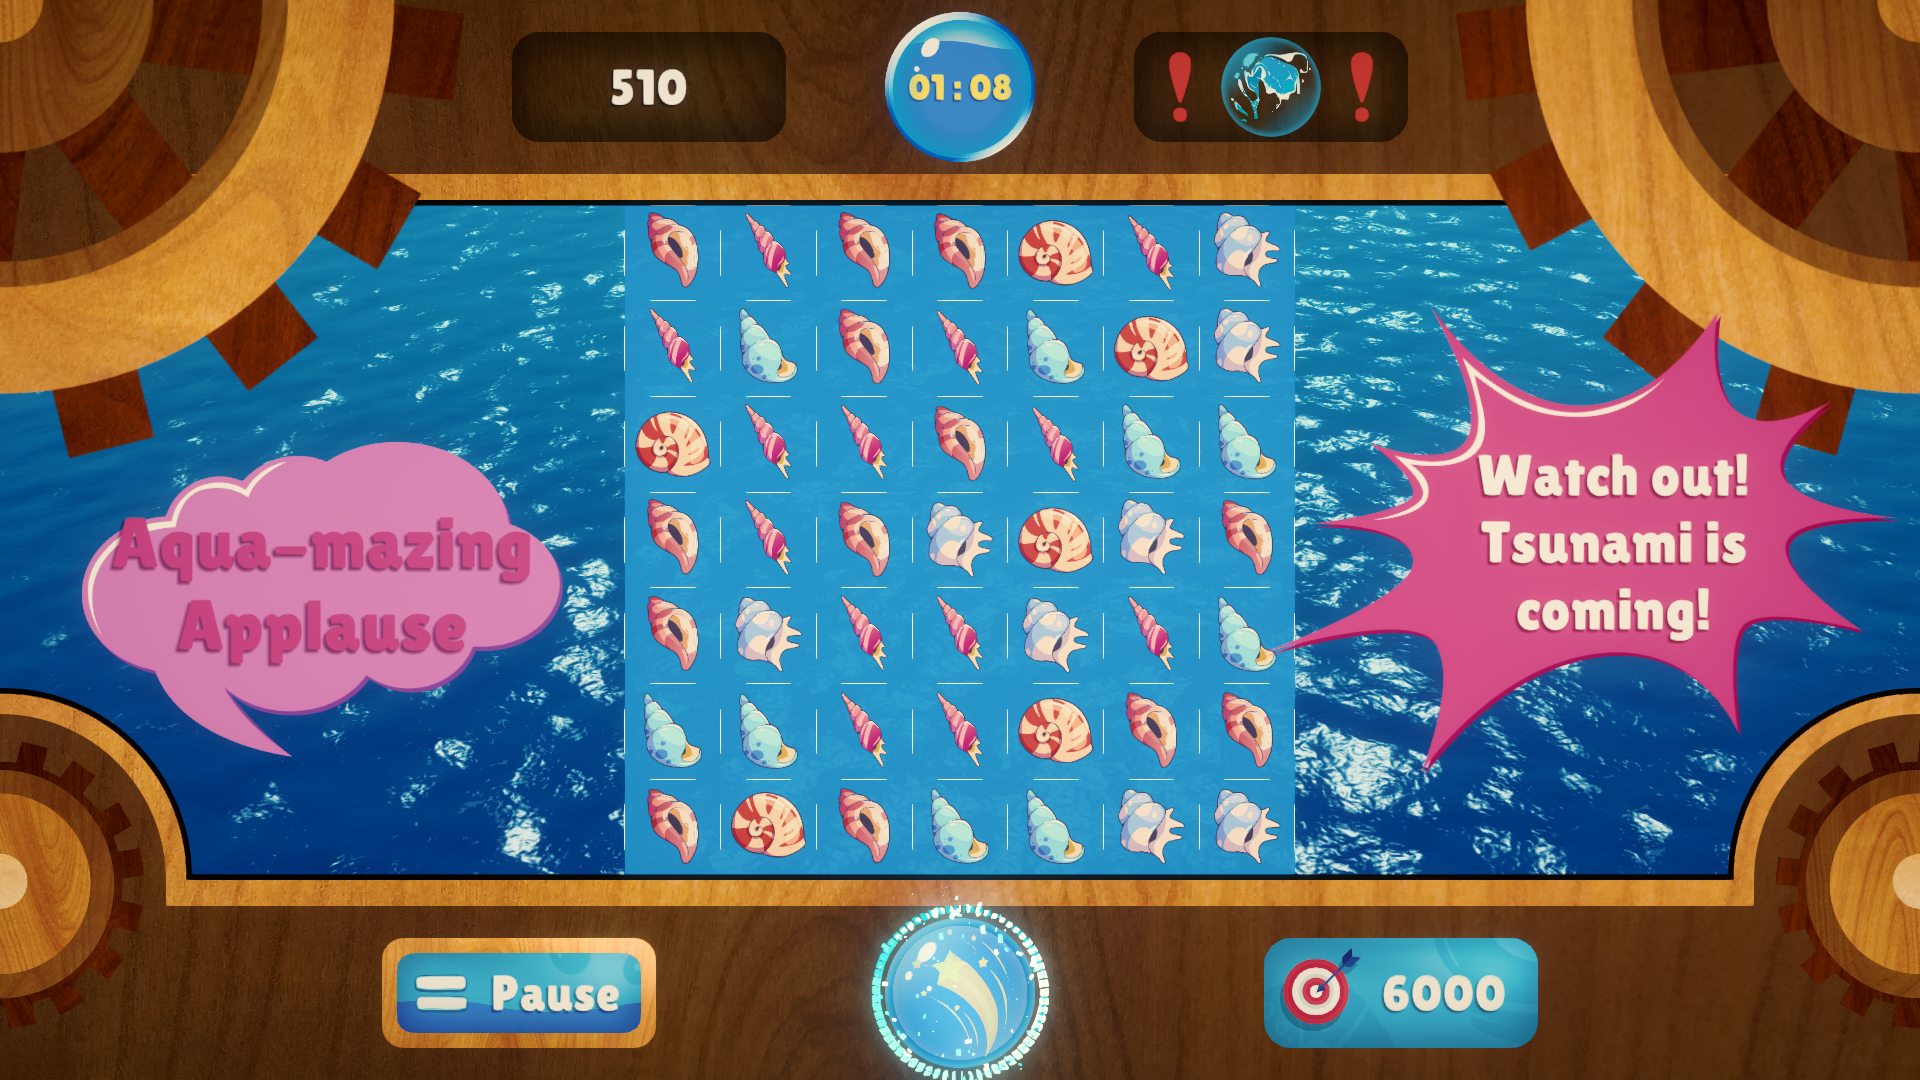 510
01:08
! !
Aqua-mazing
Applause
Watch out!
Tsunami is
coming!
Pause
6000